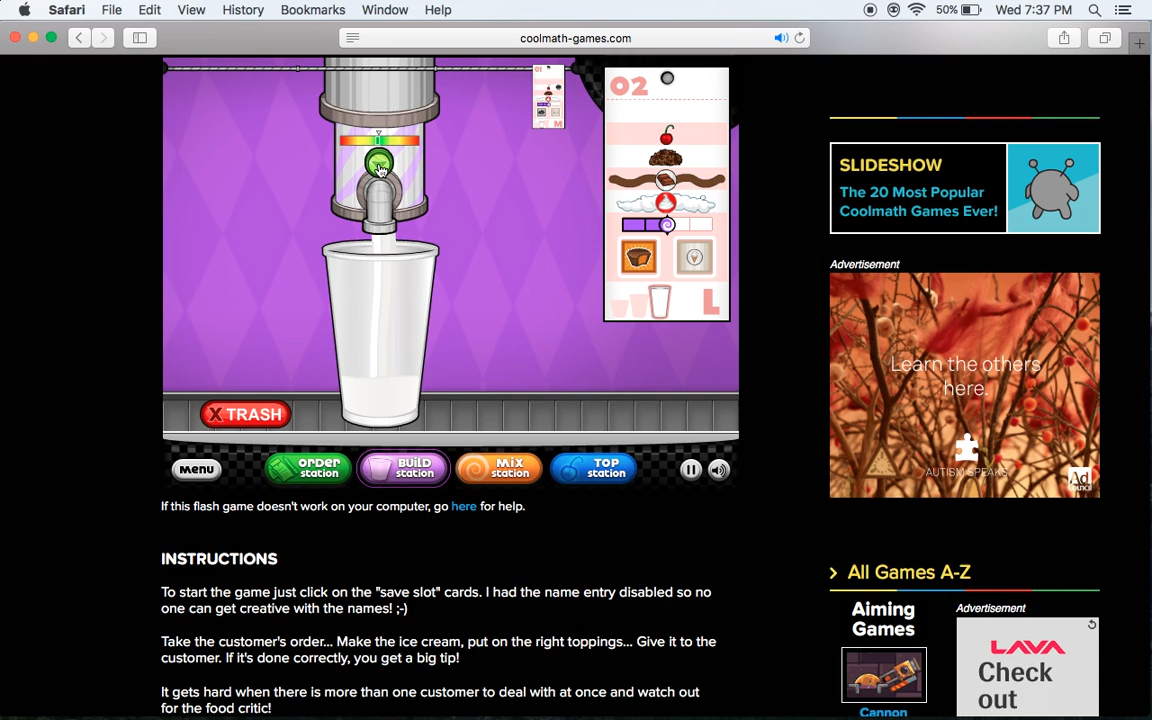 Safari File Edit View History Bookmarks Window Help 50% Wed 7:37 PM
coolmath-games.com
01
M
02
L
X TRASH
MENU
ORDER station
BUILD station
MIX station
TOP station
If this flash game doesn't work on your computer, go here for help.
INSTRUCTIONS
To start the game just click on the "save slot" cards. I had the name entry disabled so no
one can get creative with the names! ;-)
Take the customer's order... Make the ice cream, put on the right toppings... Give it to the
customer. If it's done correctly, you get a big tip!
It gets hard when there is more than one customer to deal with at once and watch out
for the food critic!
SLIDESHOW
The 20 Most Popular
Coolmath Games Ever!
Advertisement
Learn the others
here.
AUTISM SPEAKS
Ad
Council
> All Games A-Z
Aiming
Games
Cannon
Advertisement
LAVA
Check
out